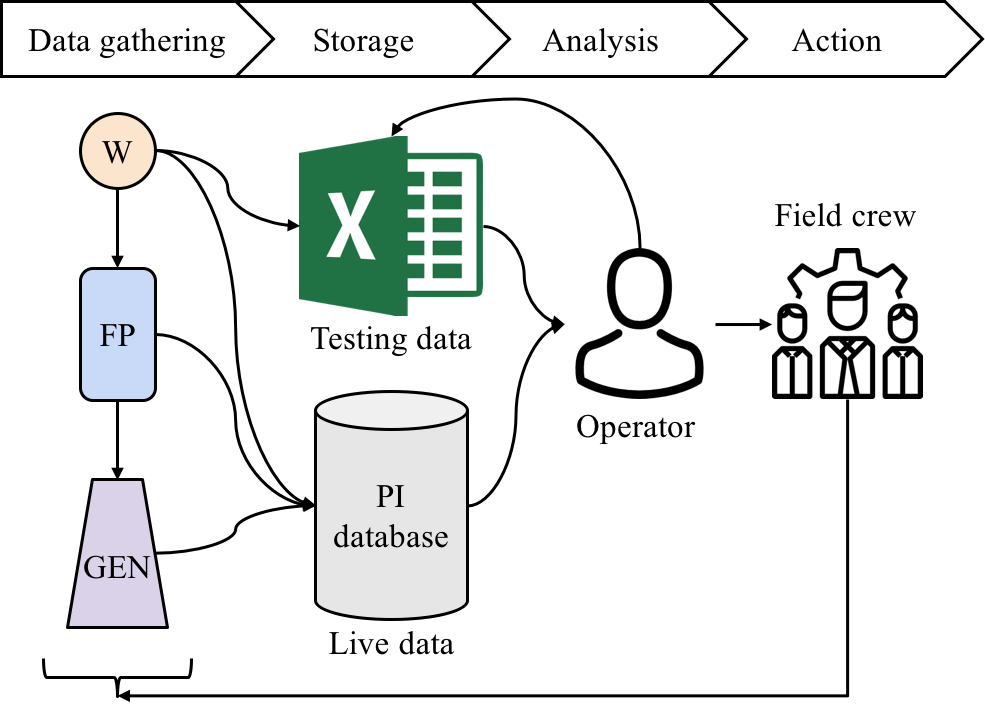 Data gathering
Storage
Analysis
Action
W
FP
GEN
X
Testing data
PI
database
Live data
Operator
Field crew